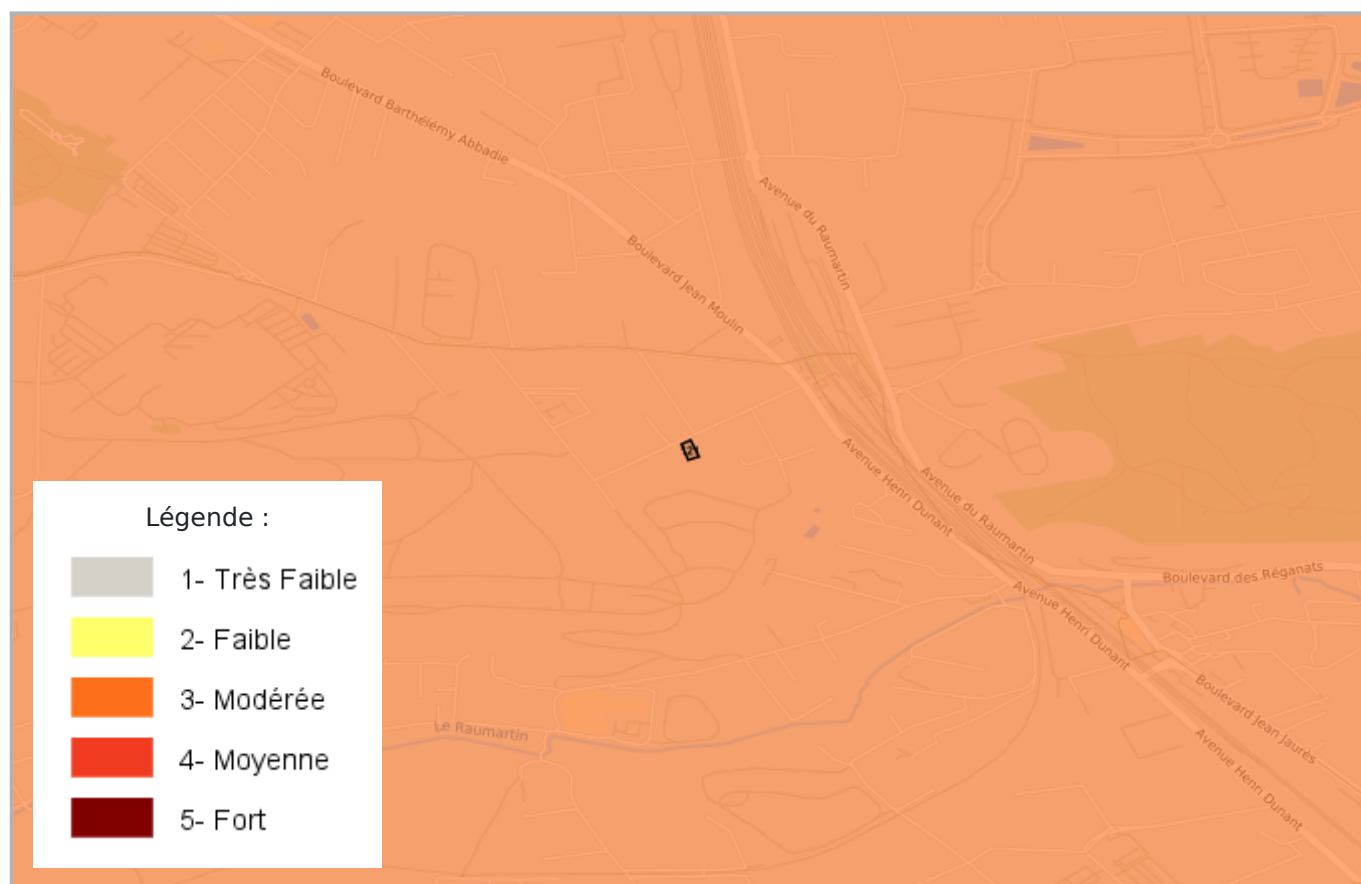 Boulevard Barthélémy Abbadie
Avenue du Raumartin
Boulevard Jean Moulin
Avenue Henri Dunant
Avenue du Raumartin
Boulevard des Réganats
Avenue Henri Dunant
Boulevard Jean Jaurés
Le Raumartin
Avenue Henri Dunant
Légende :
1- Très Faible
2- Faible
3- Modérée
4- Moyenne
5- Fort